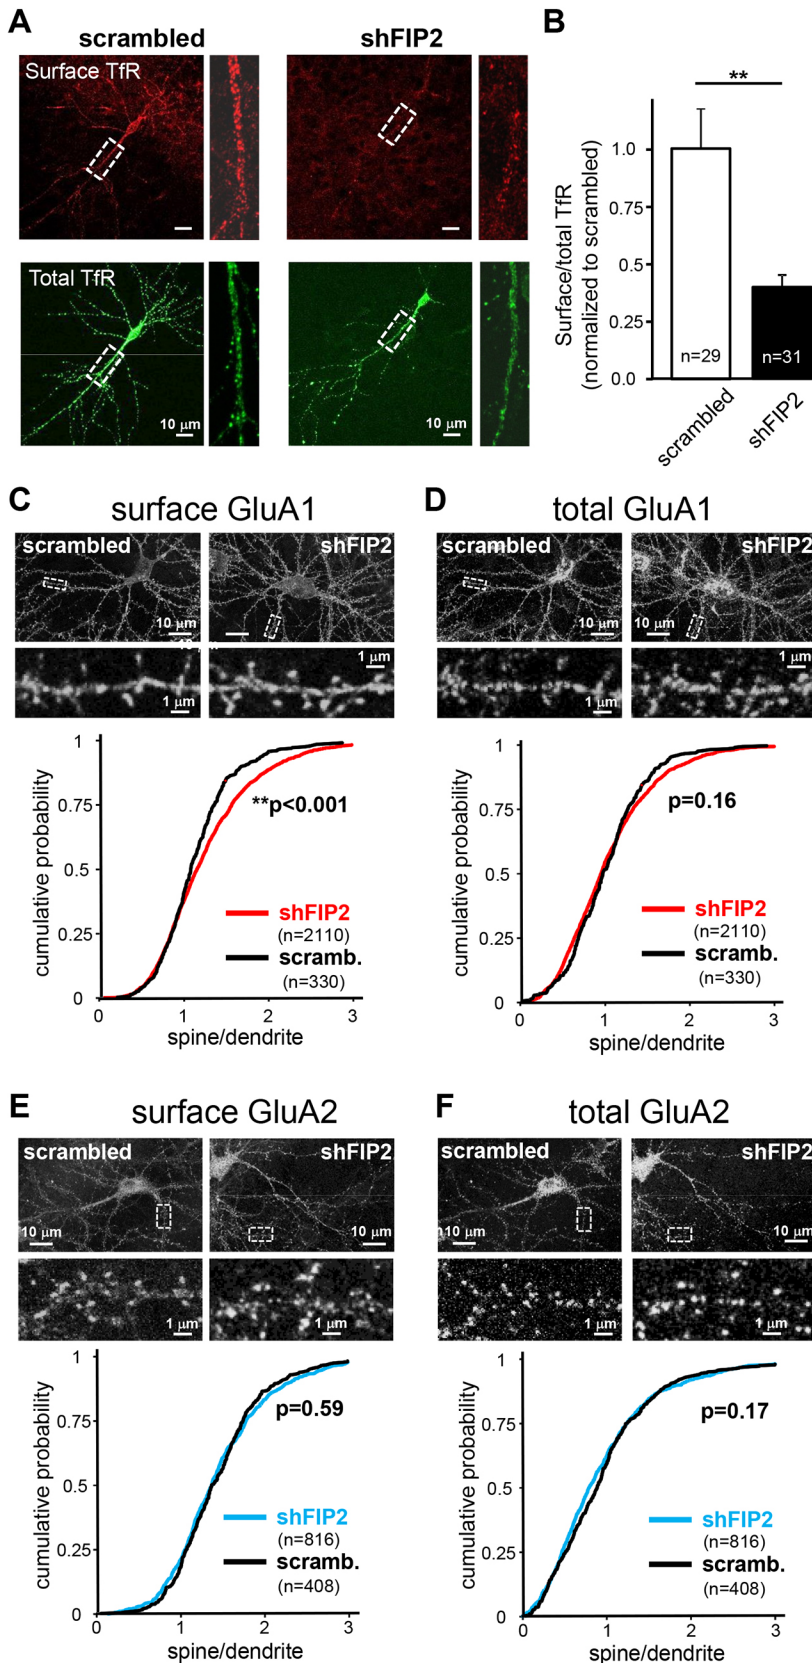 A
scrambled
shFIP2
Surface TfR
Total TfR
10 μm
10 μm
B
**
Surface/total TfR
(normalized to scrambled)
1.0
0.75
0.5
0.25
0.0
n=29
n=31
scrambled
shFIP2
C
surface GluA1
scrambled
shFIP2
10 μm
1 μm
1 μm
cumulative probability
1
0.75
0.5
0.25
0
**p<0.001
shFIP2
(n=2110)
scramb.
(n=330)
0
1
2
3
spine/dendrite
D
total GluA1
scrambled
shFIP2
10 μm
10 μm
1 μm
1 μm
cumulative probability
1
0.75
0.5
0.25
0
p=0.16
shFIP2
(n=2110)
scramb.
(n=330)
0
1
2
3
spine/dendrite
E
surface GluA2
scrambled
shFIP2
10 μm
10 μm
1 μm
1 μm
cumulative probability
1
0.75
0.5
0.25
0
p=0.59
shFIP2
(n=816)
scramb.
(n=408)
0
1
2
3
spine/dendrite
F
total GluA2
scrambled
shFIP2
10 μm
10 μm
1 μm
1 μm
cumulative probability
1
0.75
0.5
0.25
0
p=0.17
shFIP2
(n=816)
scramb.
(n=408)
0
1
2
3
spine/dendrite